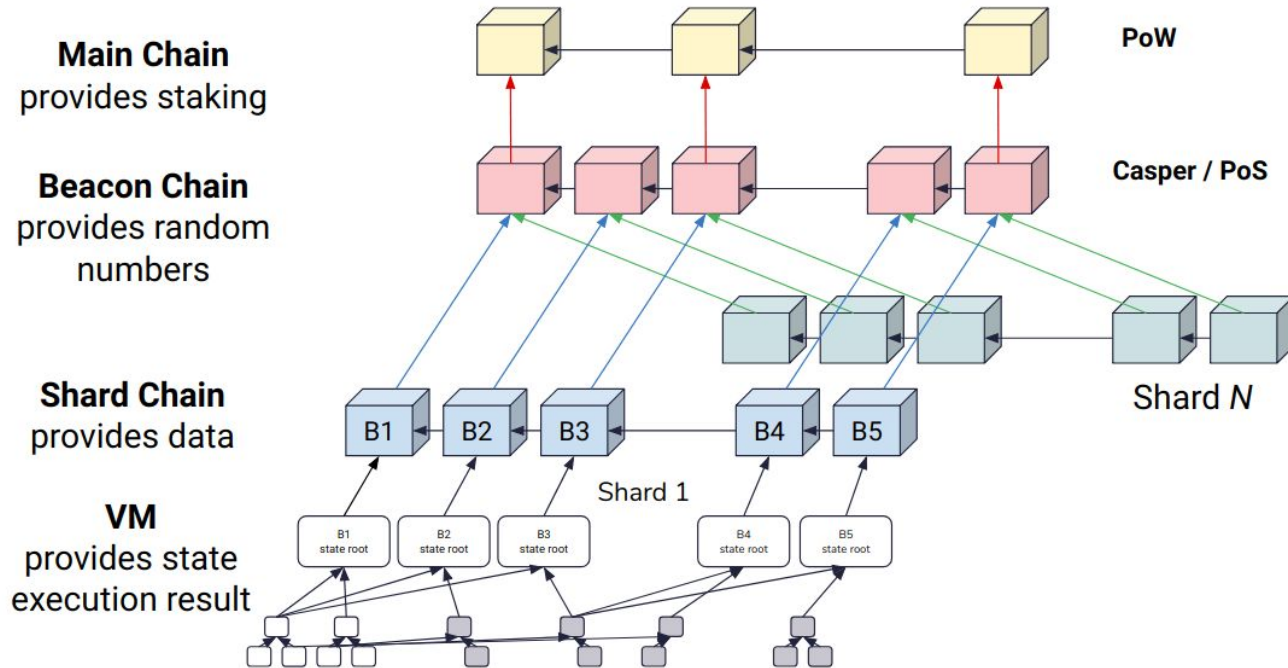 Main Chain
provides staking
PoW
Beacon Chain
provides random
numbers
Casper / PoS
Shard N
Shard Chain
provides data
B1
B2
B3
B4
B5
Shard 1
VM
provides state
execution result
B1
state root
B2
state root
B3
state root
B4
state root
B5
state root